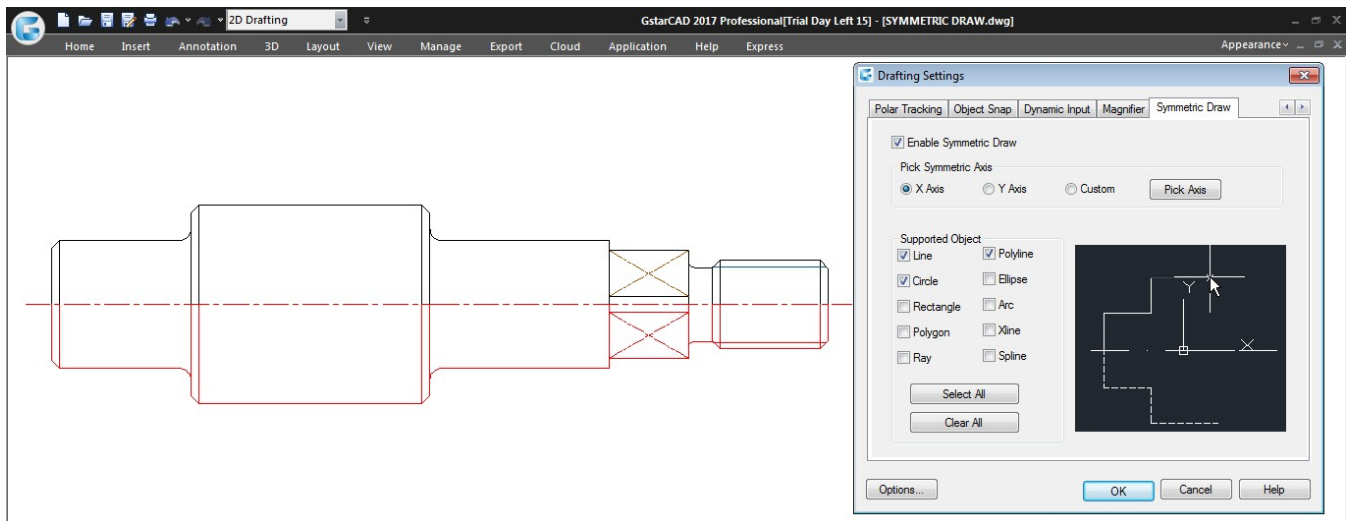 2D Drafting
GstarCAD 2017 Professional[Trial Day Left 15] - [SYMMETRIC DRAW.dwg]
Home Insert Annotation 3D Layout View Manage Export Cloud Application Help Express Appearance
Drafting Settings
Polar Tracking Object Snap Dynamic Input Magnifier Symmetric Draw
Enable Symmetric Draw
Pick Symmetric Axis
X Axis Y Axis Custom Pick Axis
Supported Object
Line Polyline
Circle Ellipse
Rectangle Arc
Polygon Xline
Ray Spline
Select All
Clear All
Y
X
Options... OK Cancel Help